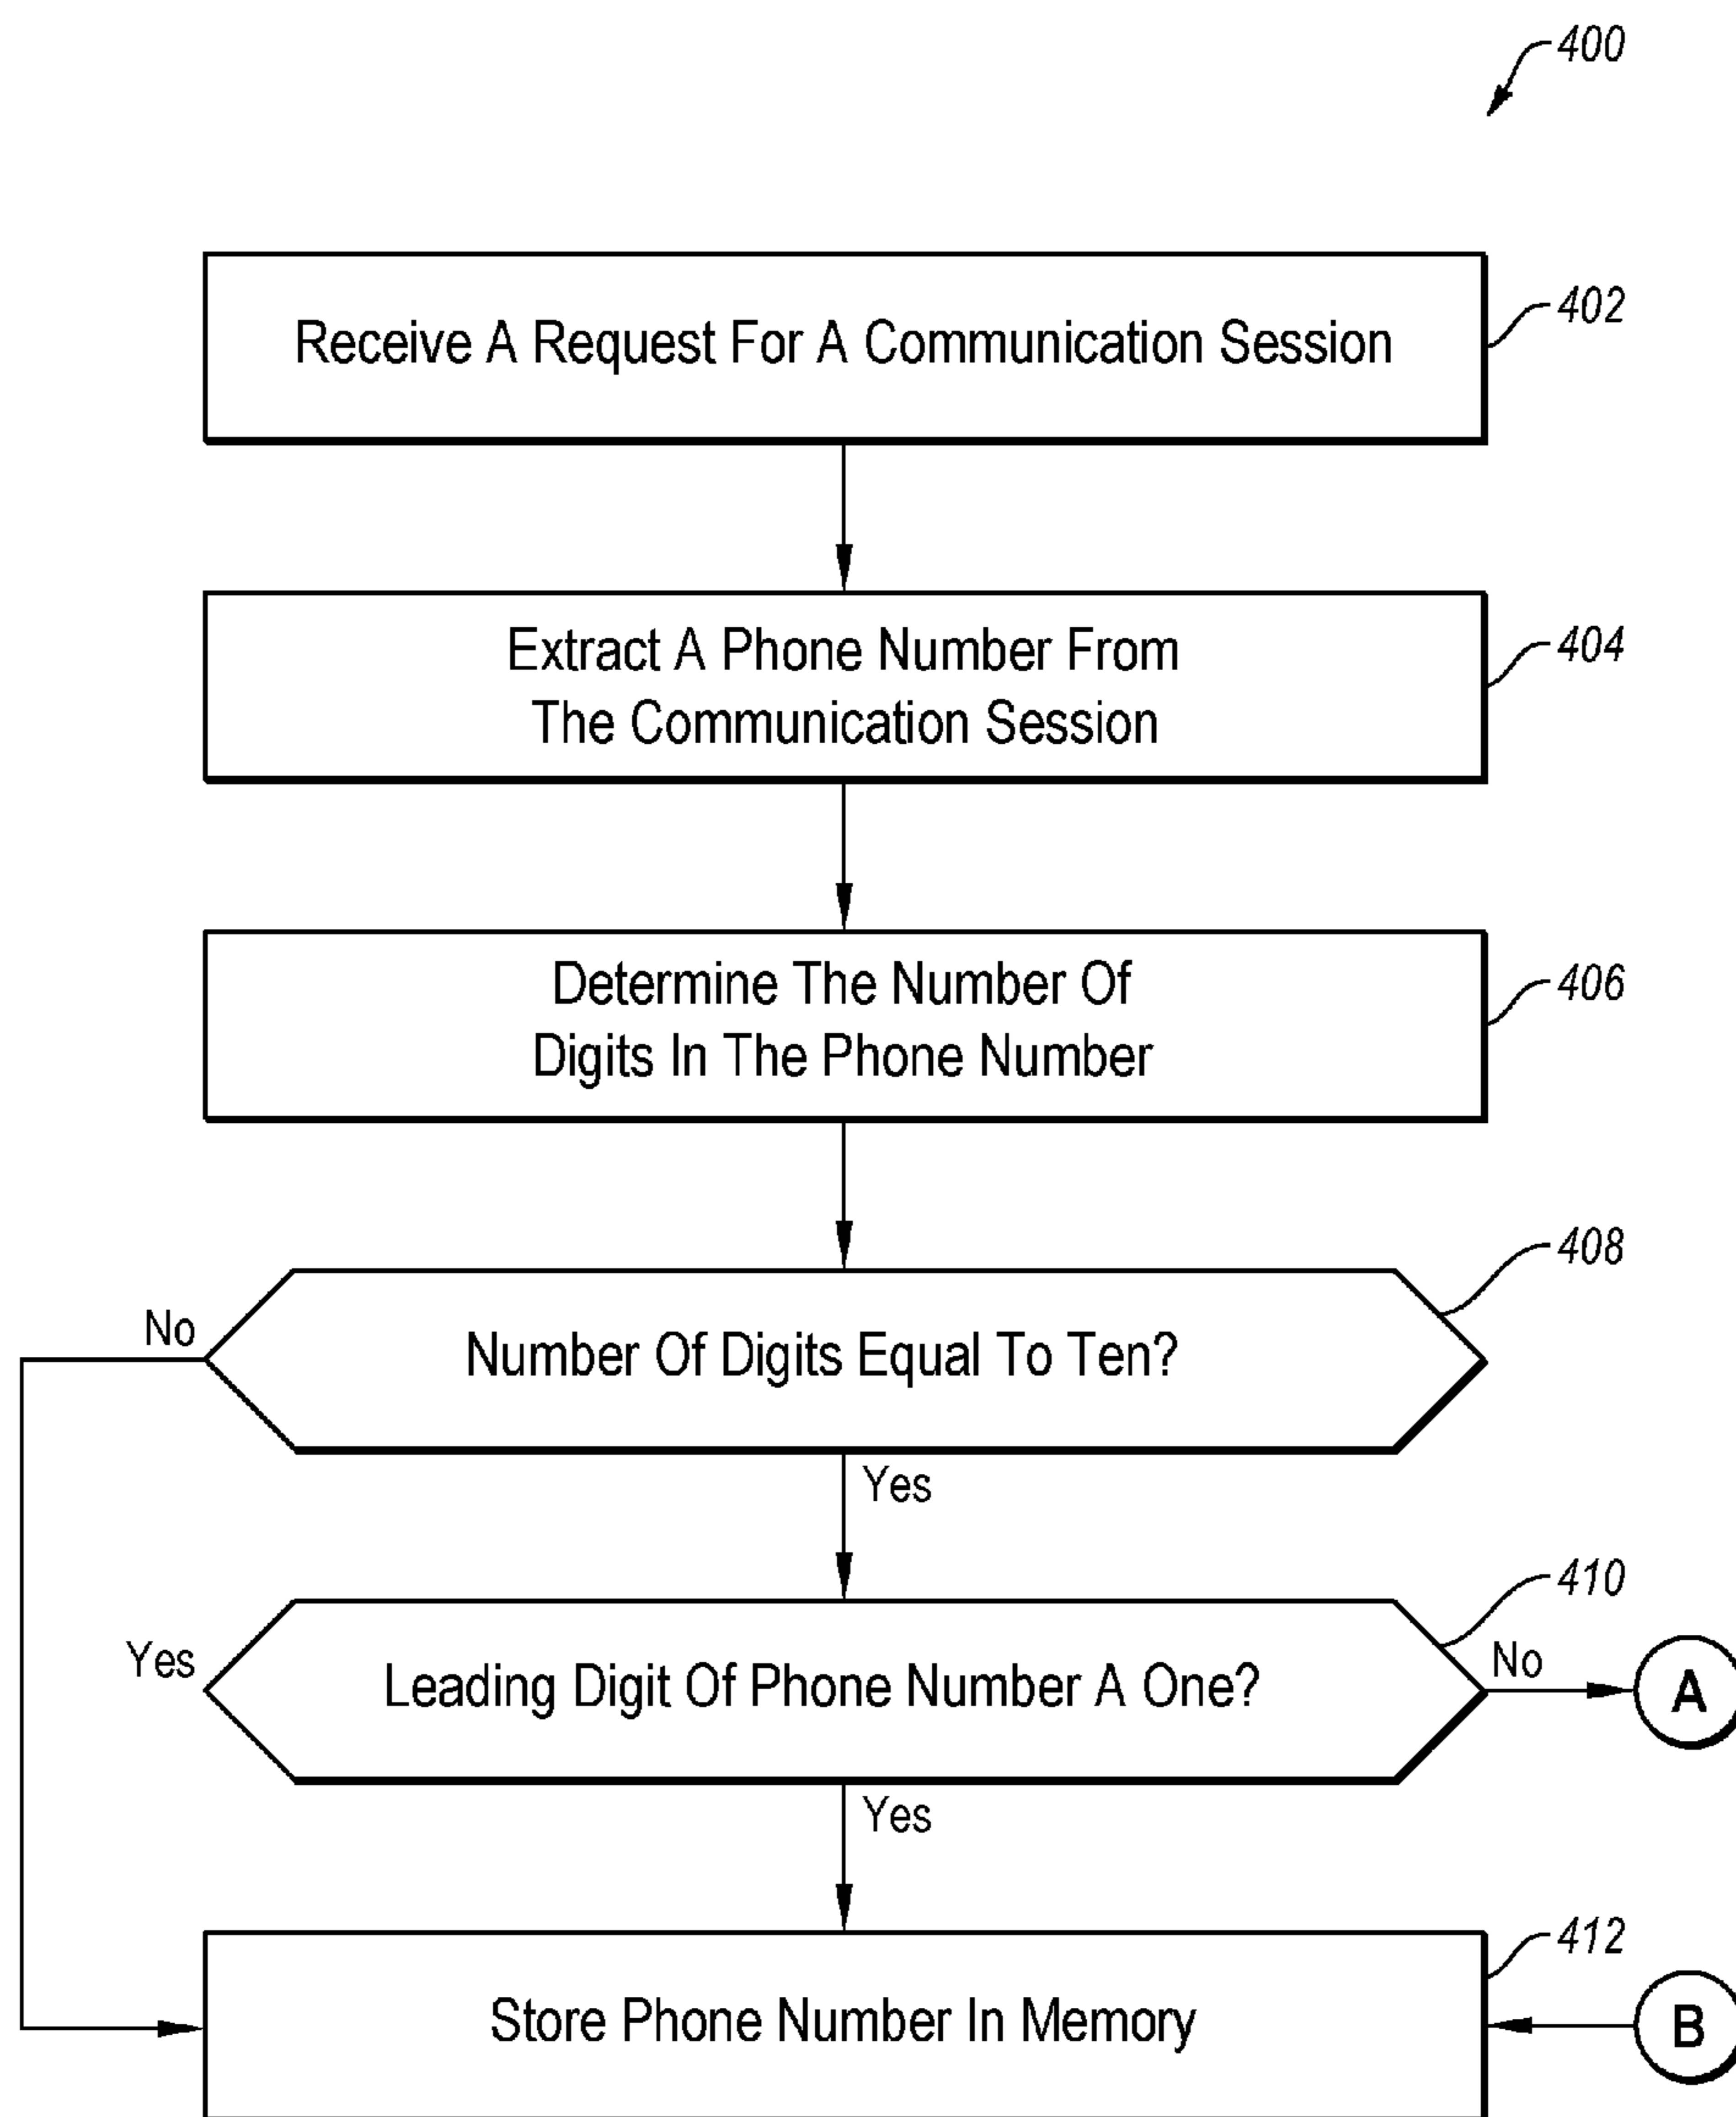 400
Receive A Request For A Communication Session
402
Extract A Phone Number From
The Communication Session
404
Determine The Number Of
Digits In The Phone Number
406
408
No
Number Of Digits Equal To Ten?
Yes
410
Yes
Leading Digit Of Phone Number A One?
No
A
Yes
412
Store Phone Number In Memory
B